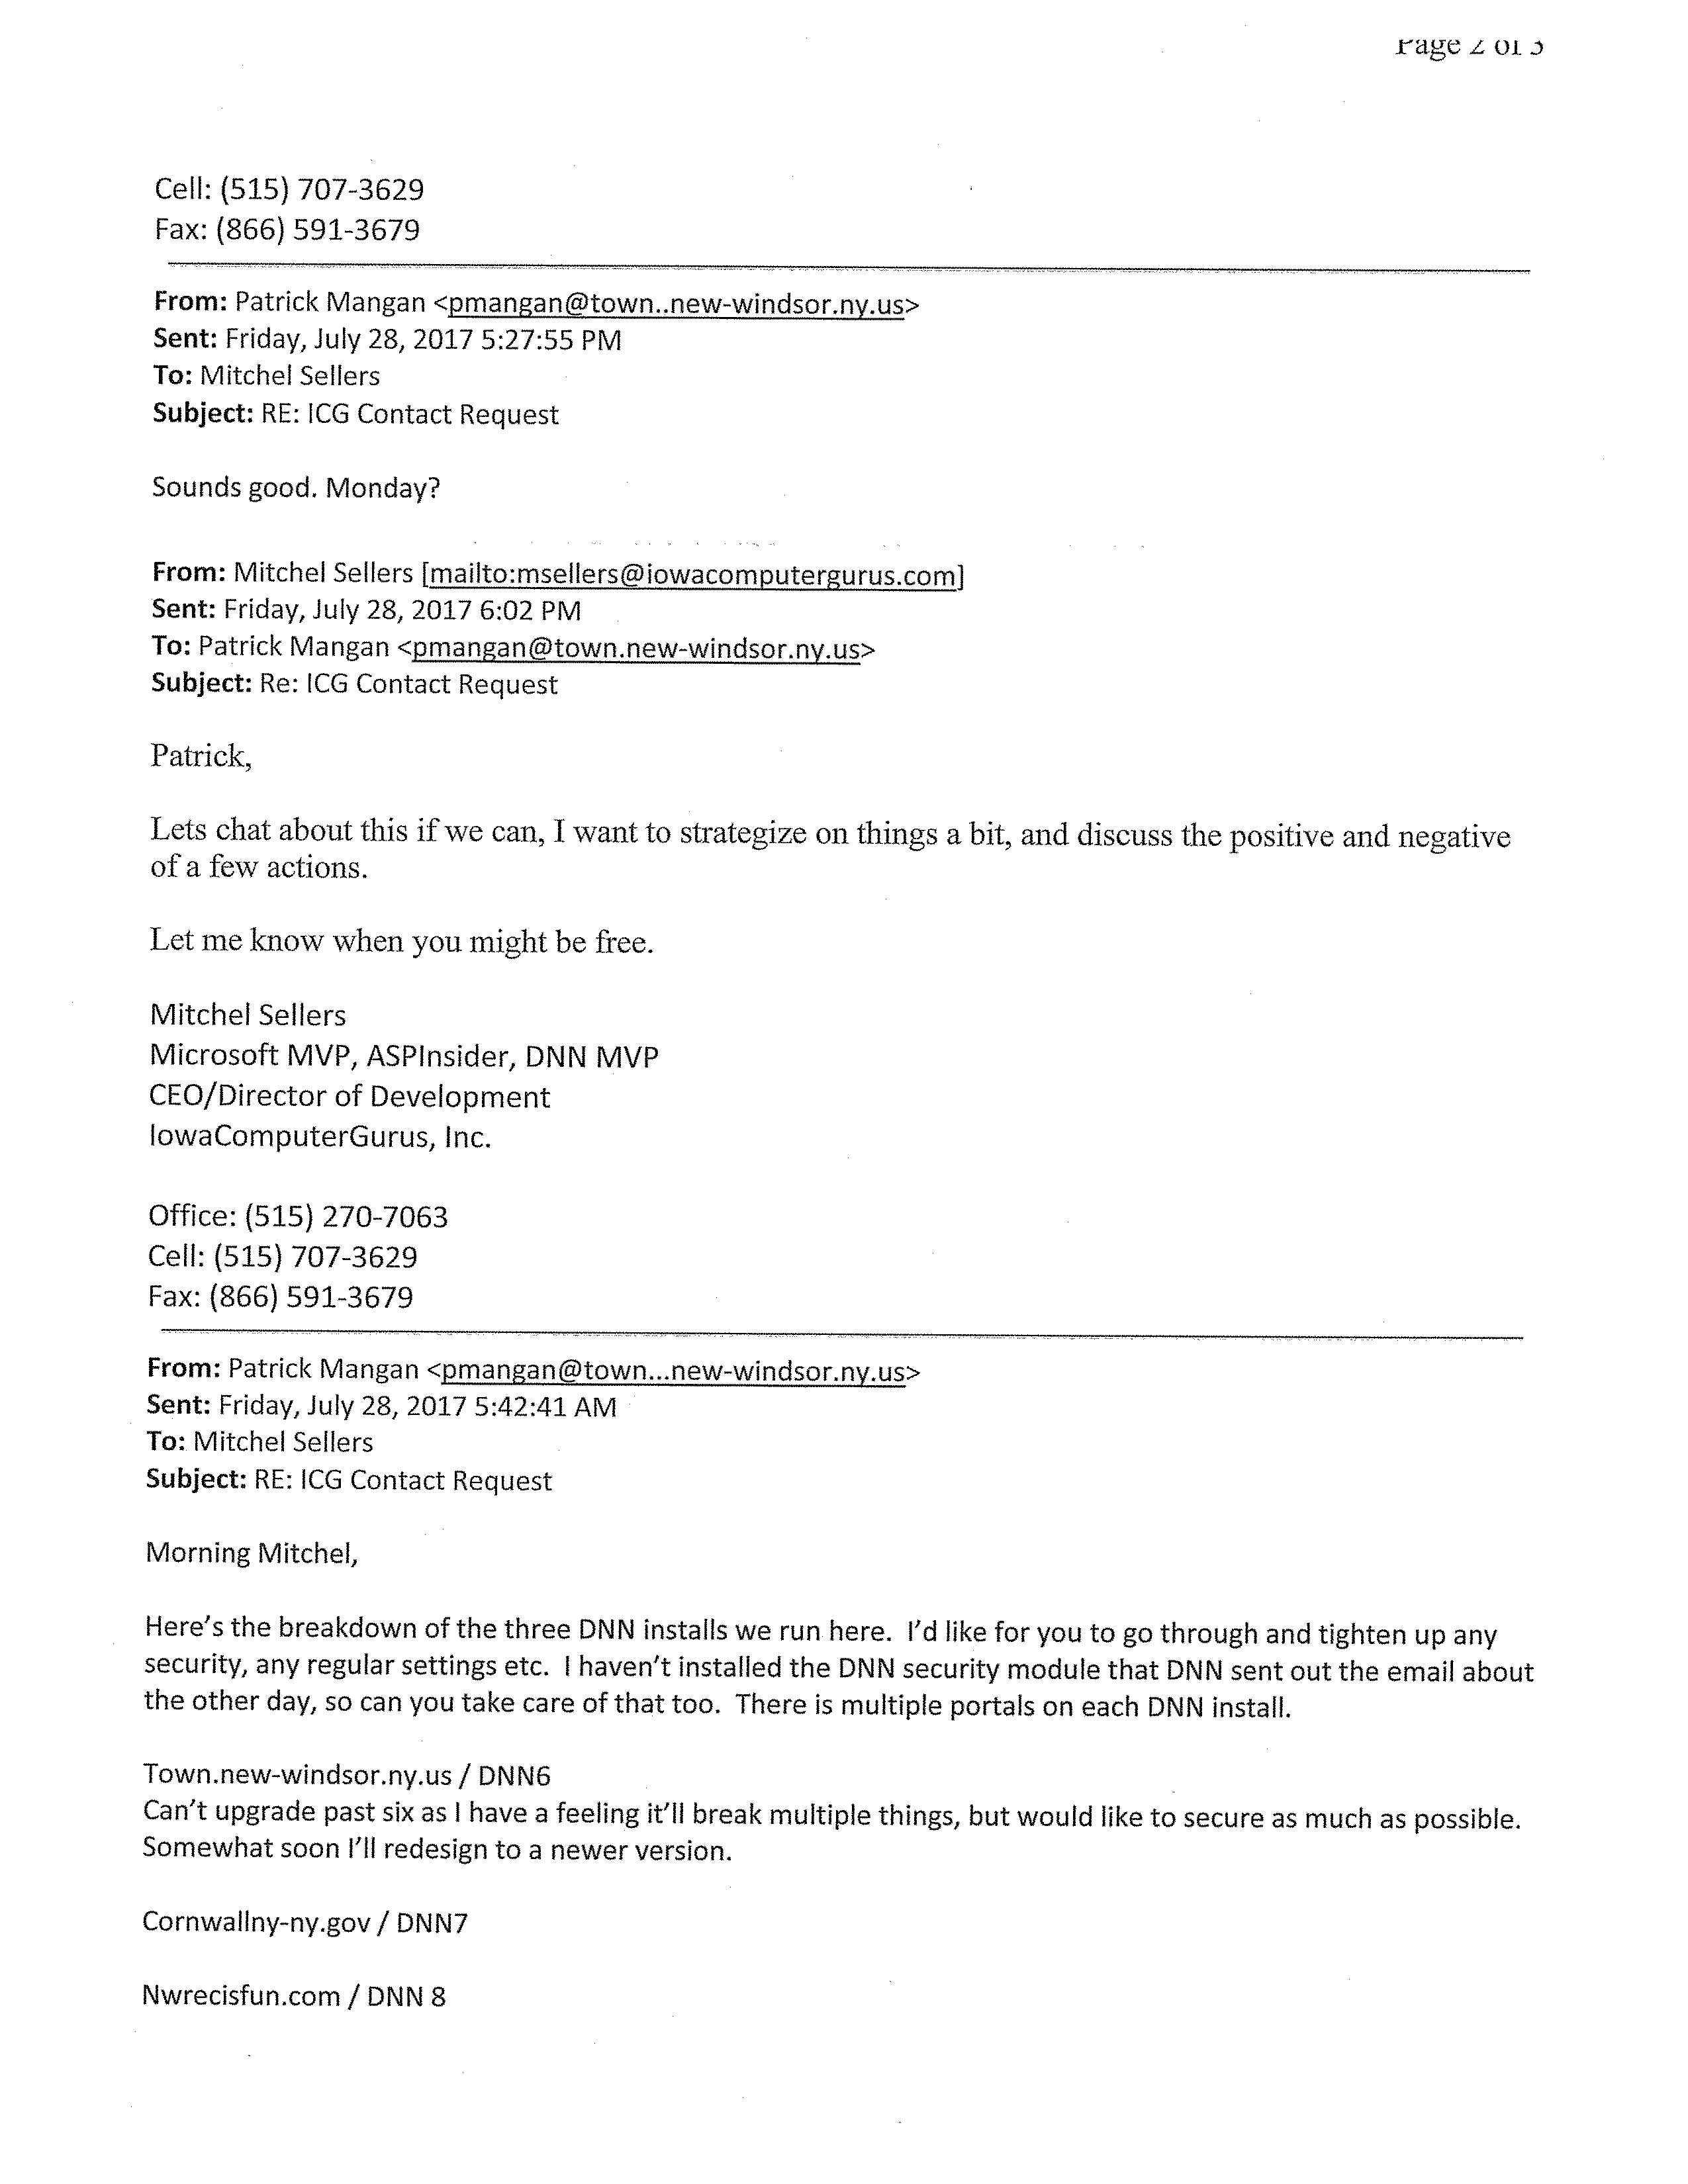 Page 2 of 3
Cell: (515) 707-3629
Fax: (866) 591-3679
From: Patrick Mangan <pmangan@town..new-windsor.ny.us>
Sent: Friday, July 28, 2017 5:27:55 PM
To: Mitchel Sellers
Subject: RE: ICG Contact Request
Sounds good. Monday?
From: Mitchel Sellers [mailto:msellers@iowacomputergurus.com]
Sent: Friday, July 28, 2017 6:02 PM
To: Patrick Mangan <pmangan@town.new-windsor.ny.us>
Subject: Re: ICG Contact Request
Patrick,
Lets chat about this if we can, I want to strategize on things a bit, and discuss the positive and negative
of a few actions.
Let me know when you might be free.
Mitchel Sellers
Microsoft MVP, ASPInsider, DNN MVP
CEO/Director of Development
IowaComputerGurus, Inc.
Office: (515) 270-7063
Cell: (515) 707-3629
Fax: (866) 591-3679
From: Patrick Mangan <pmangan@town...new-windsor.ny.us>
Sent: Friday, July 28, 2017 5:42:41 AM
To: Mitchel Sellers
Subject: RE: ICG Contact Request
Morning Mitchel,
Here's the breakdown of the three DNN installs we run here.  I'd like for you to go through and tighten up any
security, any regular settings etc.  I haven't installed the DNN security module that DNN sent out the email about
the other day, so can you take care of that too.  There is multiple portals on each DNN install.
Town.new-windsor.ny.us / DNN6
Can't upgrade past six as I have a feeling it'll break multiple things, but would like to secure as much as possible.
Somewhat soon I'll redesign to a newer version.
Cornwallny-ny.gov / DNN7
Nwrecisfun.com / DNN 8